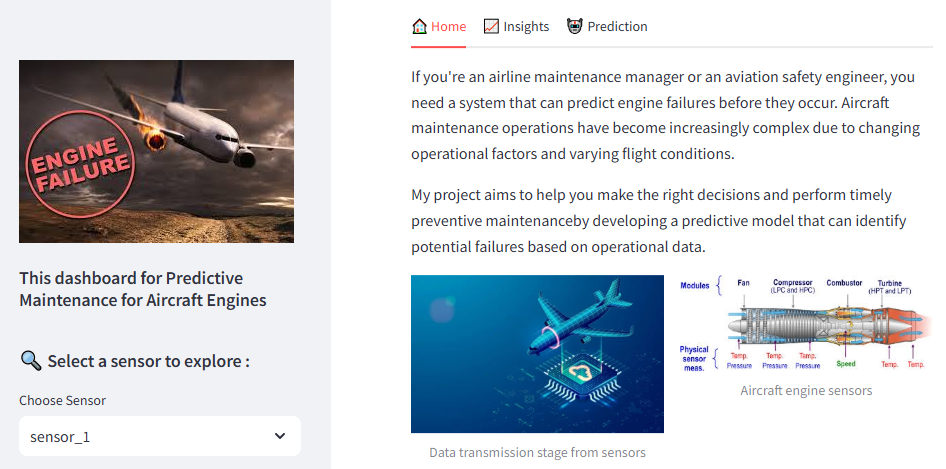 ENGINE
FAILURE
This dashboard for Predictive
Maintenance for Aircraft Engines
Select a sensor to explore :
Choose Sensor
sensor_1
Home
Insights
Prediction
If you're an airline maintenance manager or an aviation safety engineer, you
need a system that can predict engine failures before they occur. Aircraft
maintenance operations have become increasingly complex due to changing
operational factors and varying flight conditions.
My project aims to help you make the right decisions and perform timely
preventive maintenanceby developing a predictive model that can identify
potential failures based on operational data.
Data transmission stage from sensors
Modules Fan Compressor Combustor Turbine
(LPC and HPC) (HPT and LPT)
Physical
sensor
meas.
Temp. Temp. Temp. Speed Temp. Temp.
Pressure Pressure Pressure
Aircraft engine sensors